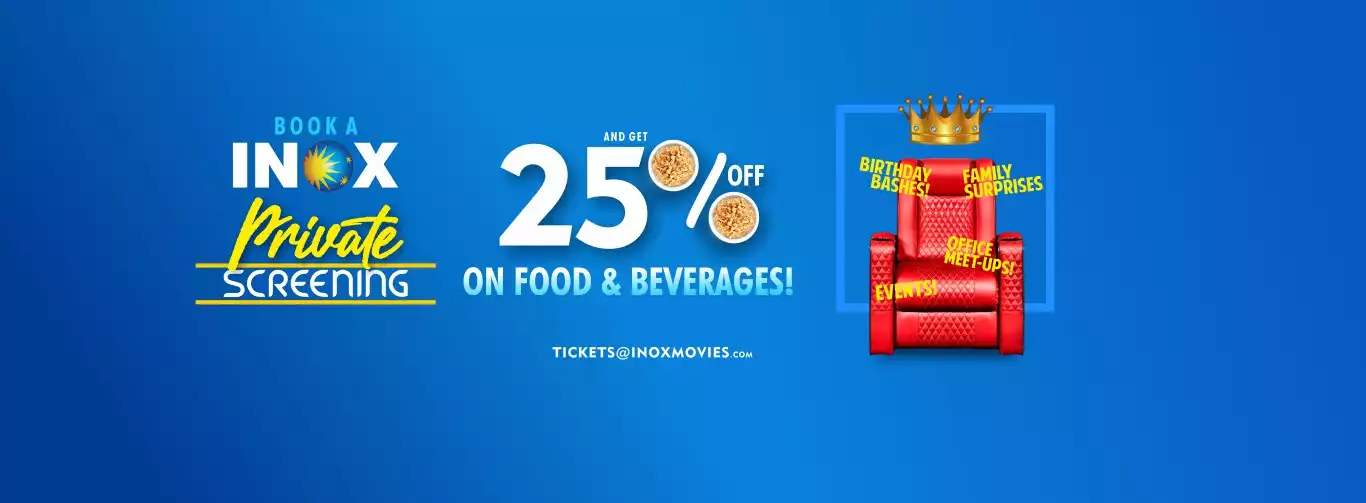 BOOK A
INOX
Private
SCREENING
AND GET
25% OFF
ON FOOD & BEVERAGES!
TICKETS@INOXMOVIES.COM
BIRTHDAY
BASHES!
FAMILY
SURPRISES
OFFICE
MEET-UPS!
EVENTS!